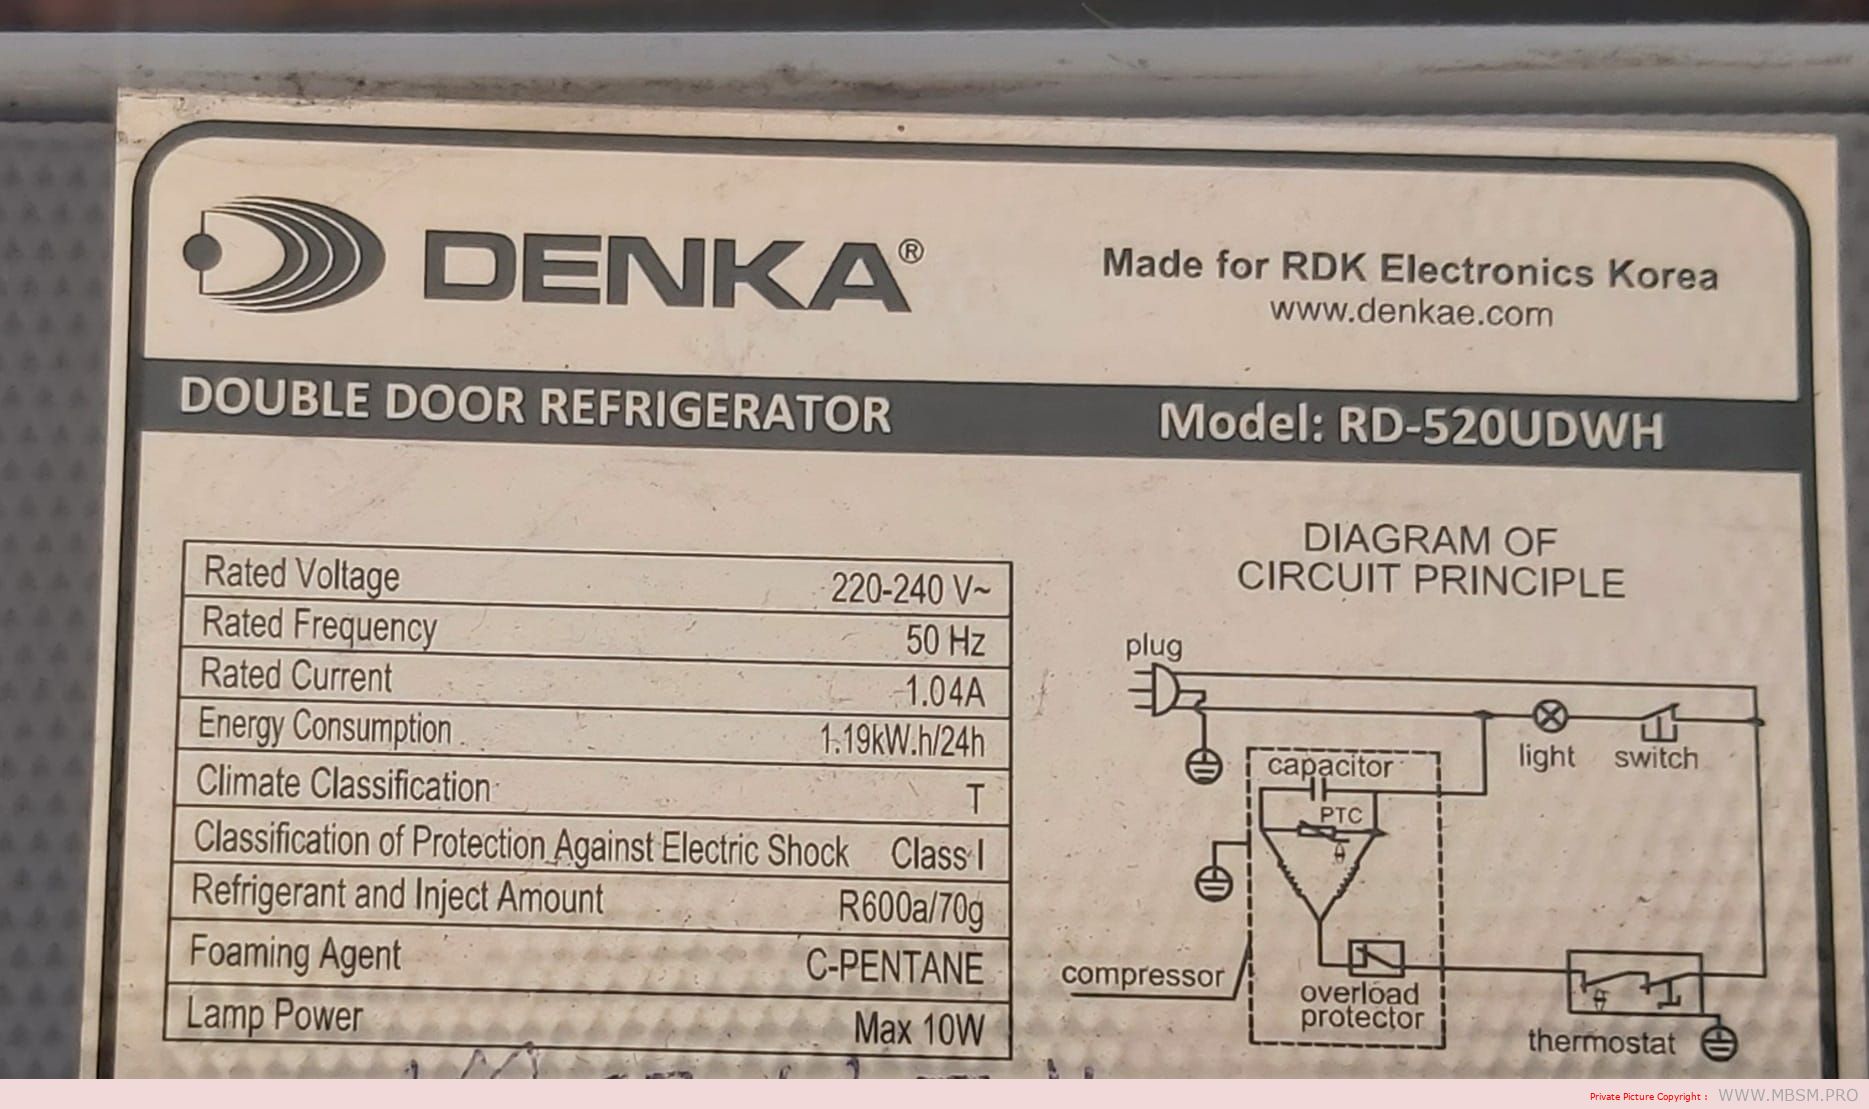 DENKA®
Made for RDK Electronics Korea
www.denkae.com
DOUBLE DOOR REFRIGERATOR Model: RD-520UDWH
Rated Voltage 220-240 V~
Rated Frequency 50 Hz
Rated Current 1.04A
Energy Consumption 1.19kW.h/24h
Climate Classification T
Classification of Protection Against Electric Shock Class I
Refrigerant and Inject Amount R600a/70g
Foaming Agent C-PENTANE
Lamp Power Max 10W
DIAGRAM OF
CIRCUIT PRINCIPLE
plug
light switch
capacitor
PTC
θ
compressor
overload
protector
θ
thermostat
Private Picture Copyright : WWW.MBSM.PRO